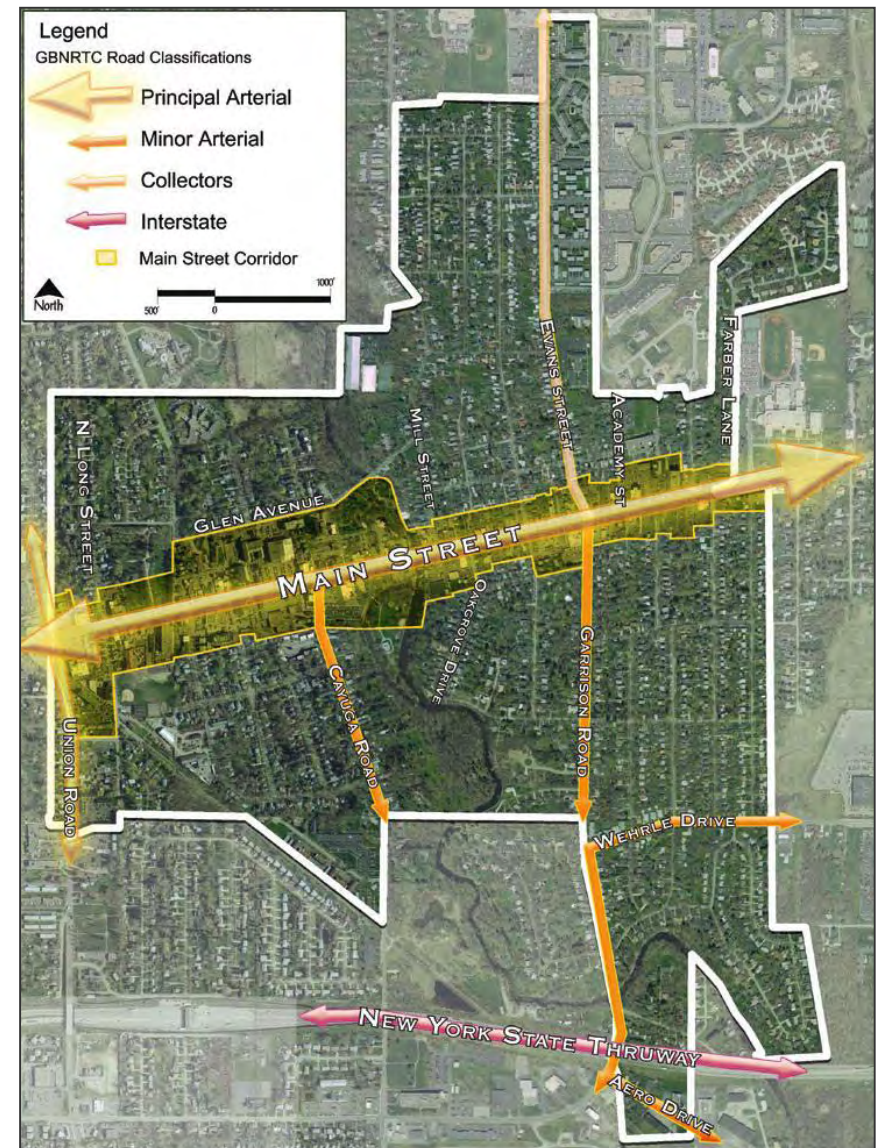 Legend
GBNRTC Road Classifications
Principal Arterial
Minor Arterial
Collectors
Interstate
Main Street Corridor
North
500'
0
1000'
Evans Street
Academy St
Farber Lane
Mill Street
N Long Street
Glen Avenue
Main Street
Oakgrove Drive
Garrison Road
Cayuga Road
Union Road
Wehrle Drive
New York State Thruway
Aero Drive